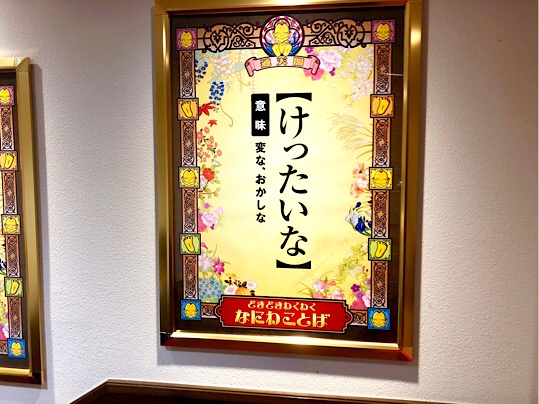 通天閣
【けったいな】
意味
変な、おかしな
どきどきわくわく
なにわことば